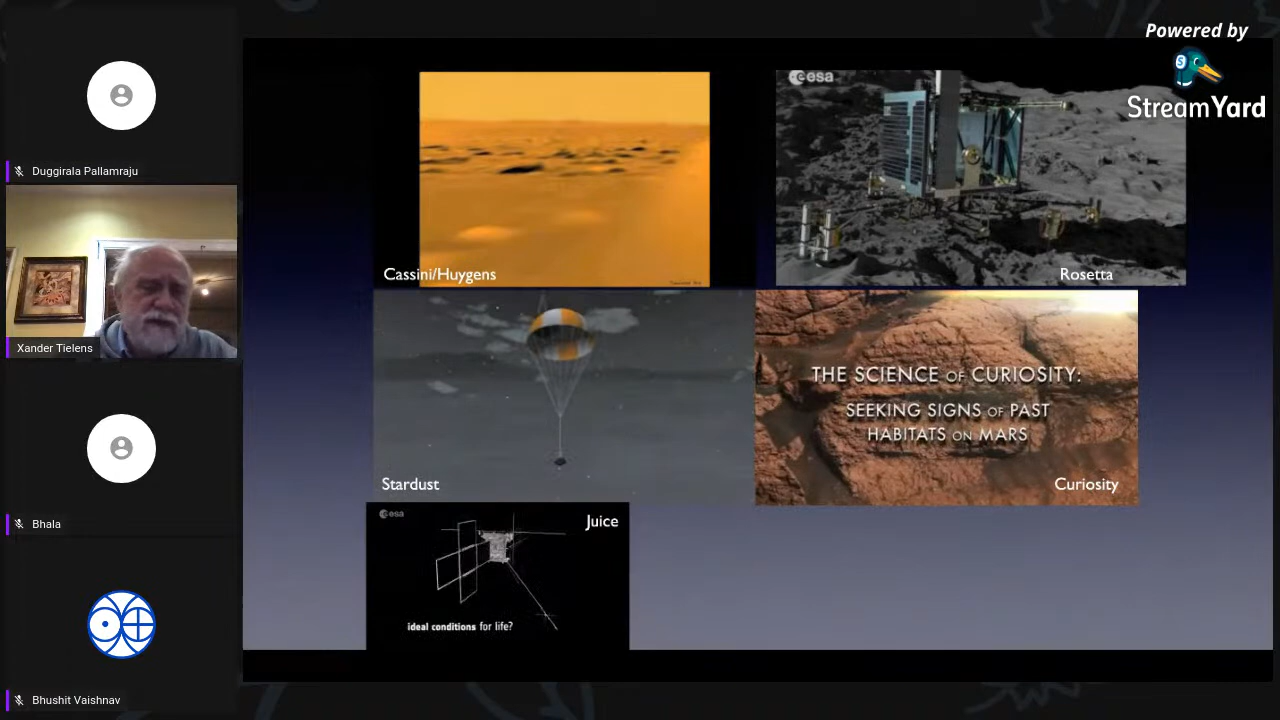 Powered by
StreamYard
Duggirala Pallamraju
Xander Tielens
Bhala
Bhushit Vaishnav
Cassini/Huygens
esa
Rosetta
Stardust
THE SCIENCE OF CURIOSITY:
SEEKING SIGNS OF PAST
HABITATS ON MARS
Curiosity
esa
Juice
ideal conditions for life?